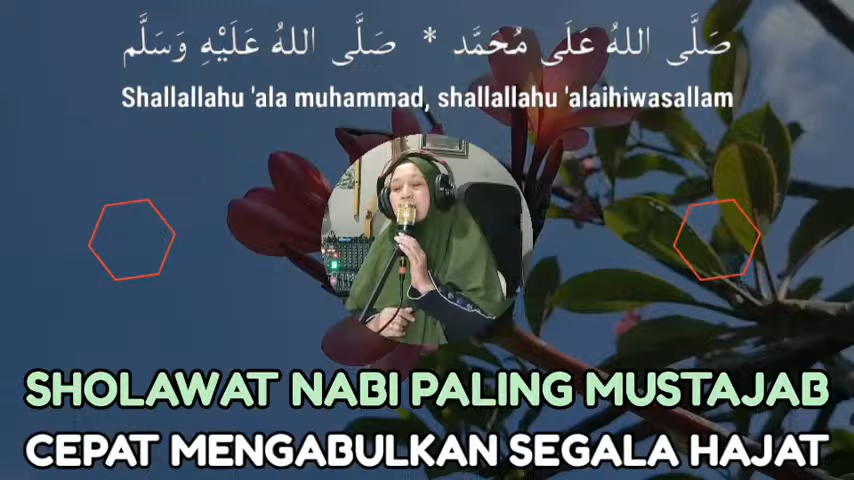 صَلَّى اللهُ عَلَى مُحَمَّد * صَلَّى اللهُ عَلَيْهِ وَسَلَّم
Shallallahu 'ala muhammad, shallallahu 'alaihiwasallam
SHOLAWAT NABI PALING MUSTAJAB
CEPAT MENGABULKAN SEGALA HAJAT